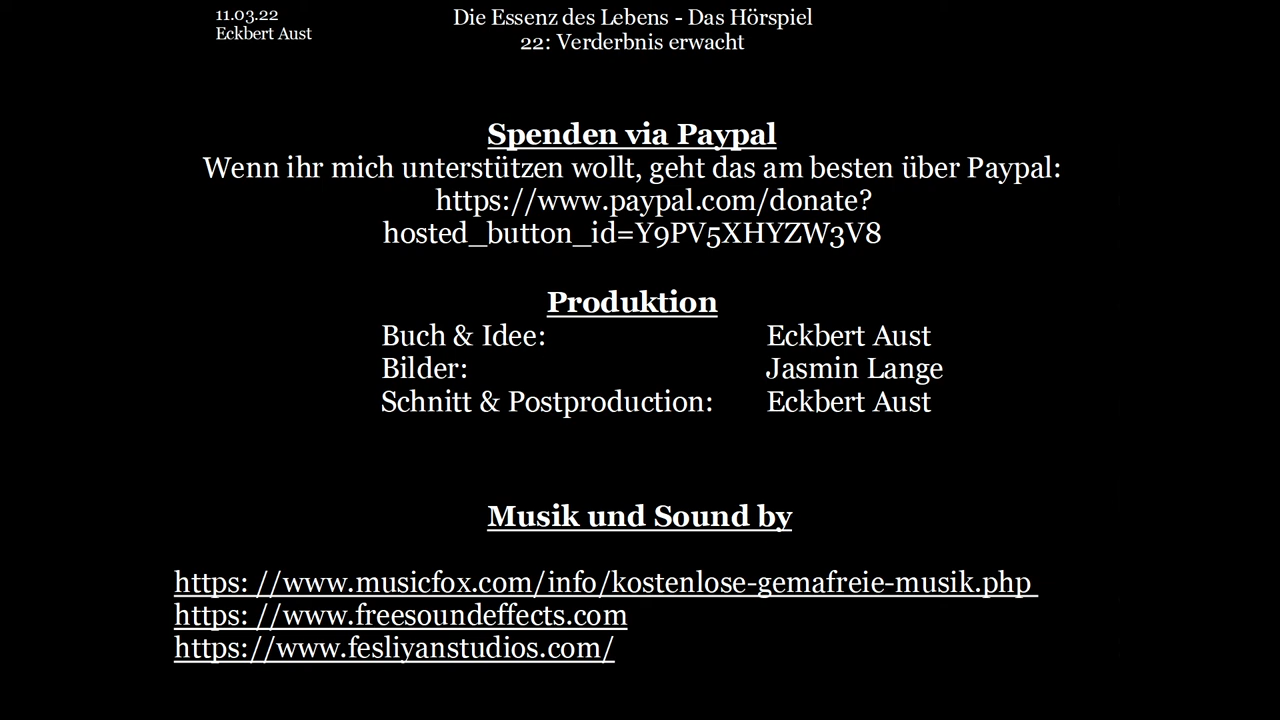 11.03.22
Eckbert Aust
Die Essenz des Lebens - Das Hörspiel
22: Verderbnis erwacht
Spenden via Paypal
Wenn ihr mich unterstützen wollt, geht das am besten über Paypal:
https://www.paypal.com/donate?
hosted_button_id=Y9PV5XHYZW3V8
Produktion
Buch & Idee: Eckbert Aust
Bilder: Jasmin Lange
Schnitt & Postproduction: Eckbert Aust
Musik und Sound by
https: //www.musicfox.com/info/kostenlose-gemafreie-musik.php
https: //www.freesoundeffects.com
https://www.fesliyanstudios.com/